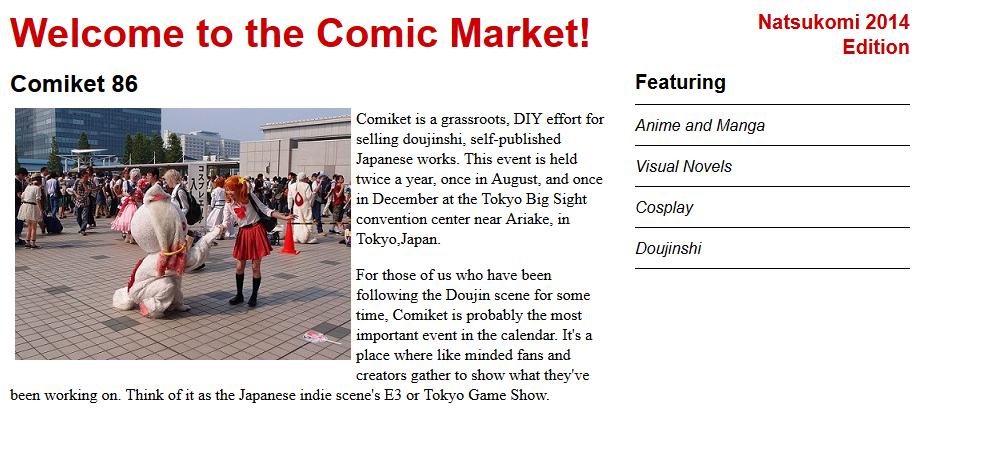 Welcome to the Comic Market!
Natsukomi 2014
Edition
Comiket 86
コスプレ
Comiket is a grassroots, DIY effort for
selling doujinshi, self-published
Japanese works. This event is held
twice a year, once in August, and once
in December at the Tokyo Big Sight
convention center near Ariake, in
Tokyo,Japan.
For those of us who have been
following the Doujin scene for some
time, Comiket is probably the most
important event in the calendar. It's a
place where like minded fans and
creators gather to show what they've
been working on. Think of it as the Japanese indie scene's E3 or Tokyo Game Show.
Featuring
Anime and Manga
Visual Novels
Cosplay
Doujinshi